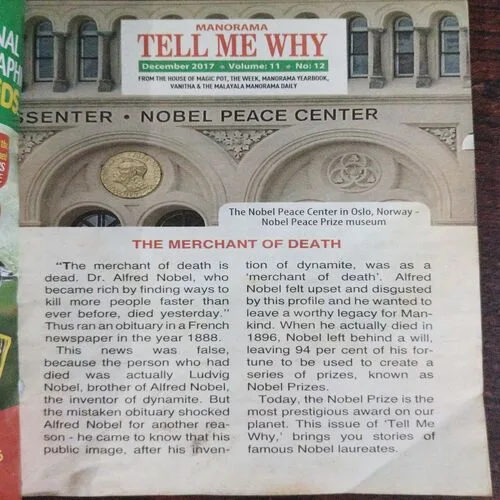 NAL
APH
DS
MANORAMA
TELL ME WHY
December 2017 • Volume: 11 • No: 12
FROM THE HOUSE OF MAGIC POT, THE WEEK, MANORAMA YEARBOOK,
VANITHA & THE MALAYALA MANORAMA DAILY
SSENTER • NOBEL PEACE CENTER
The Nobel Peace Center in Oslo, Norway -
Nobel Peace Prize museum
THE MERCHANT OF DEATH
"The merchant of death is
dead. Dr. Alfred Nobel, who
became rich by finding ways to
kill more people faster than
ever before, died yesterday."
Thus ran an obituary in a French
newspaper in the year 1888.
This news was false,
because the person who had
died was actually Ludvig
Nobel, brother of Alfred Nobel,
the inventor of dynamite. But
the mistaken obituary shocked
Alfred Nobel for another rea-
son - he came to know that his
public image, after his inven-
tion of dynamite, was as a
'merchant of death'. Alfred
Nobel felt upset and disgusted
by this profile and he wanted to
leave a worthy legacy for Man-
kind. When he actually died in
1896, Nobel left behind a will,
leaving 94 per cent of his for-
tune to be used to create a
series of prizes, known as
Nobel Prizes.
Today, the Nobel Prize is the
most prestigious award on our
planet. This issue of 'Tell Me
Why,' brings you stories of
famous Nobel laureates.